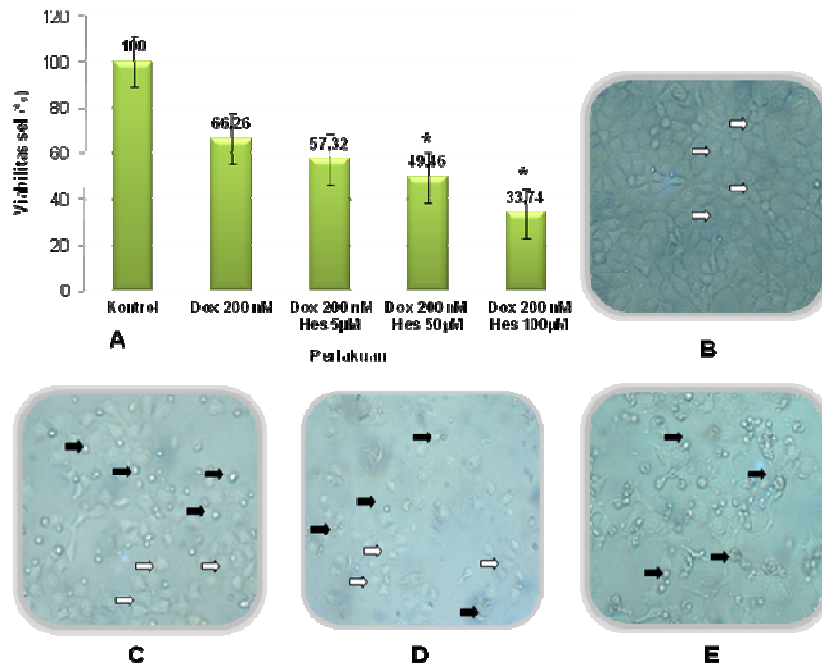 120
100
80
60
40
20
0
Viabilitas sel (%)
100
66,26
57,32
*
49,46
*
33,74
Kontrol
Dox 200 nM
Dox 200 nM
Hes 5µM
Dox 200 nM
Hes 50µM
Dox 200 nM
Hes 100µM
Perlakuan
A
B
C
D
E